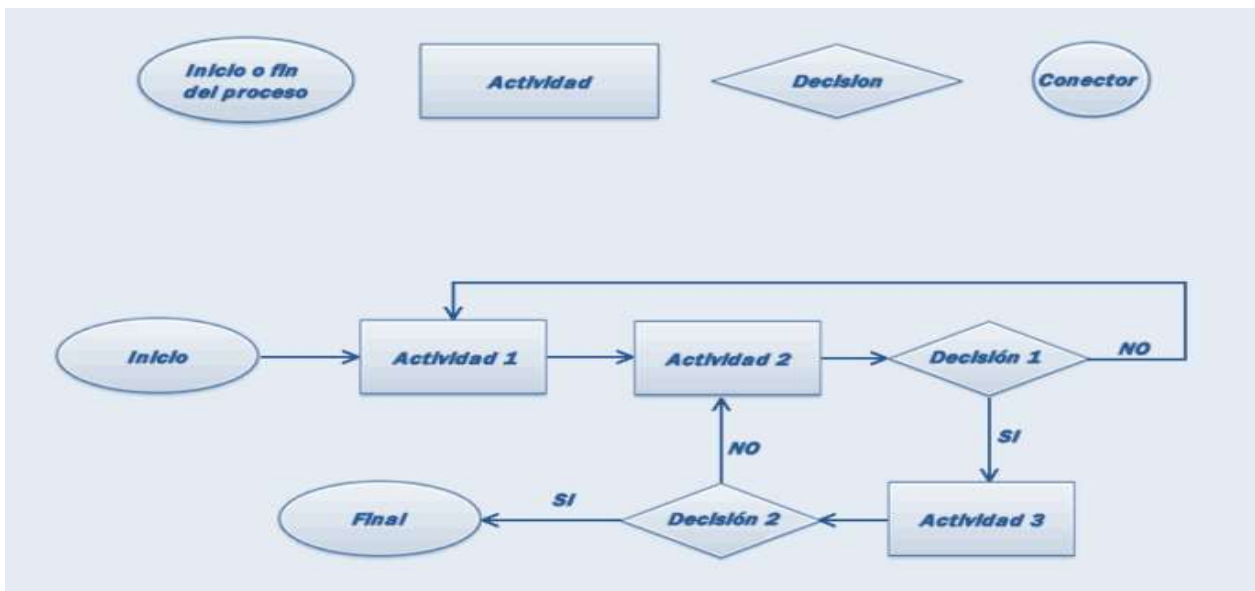 Inicio o fin
del proceso
Actividad
Decision
Conector
Inicio
Actividad 1
Actividad 2
Decisión 1
NO
SI
NO
Final
SI
Decisión 2
Actividad 3